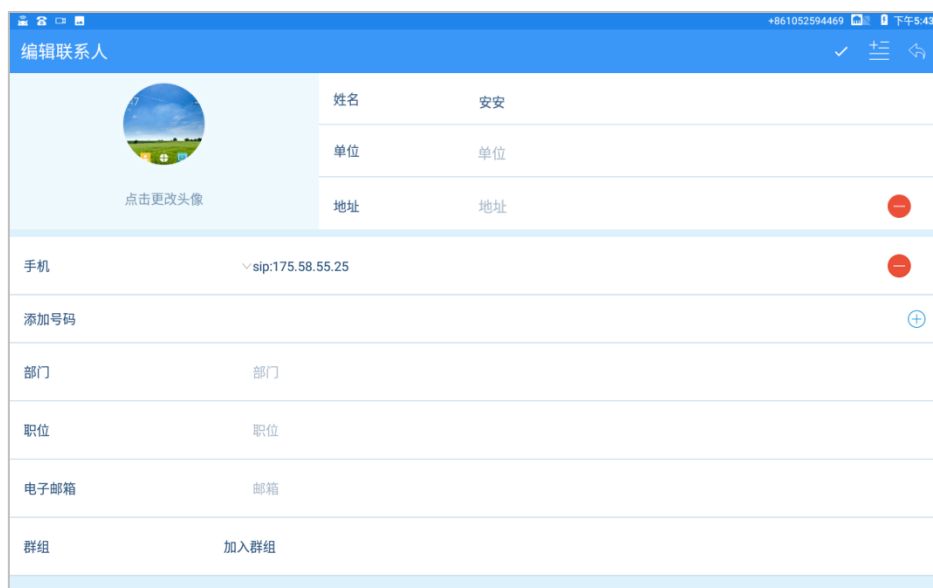 +861052594469 下午5:43
编辑联系人
姓名 安安
单位 单位
点击更改头像
地址 地址
手机 sip:175.58.55.25
添加号码
部门 部门
职位 职位
电子邮箱 邮箱
群组 加入群组